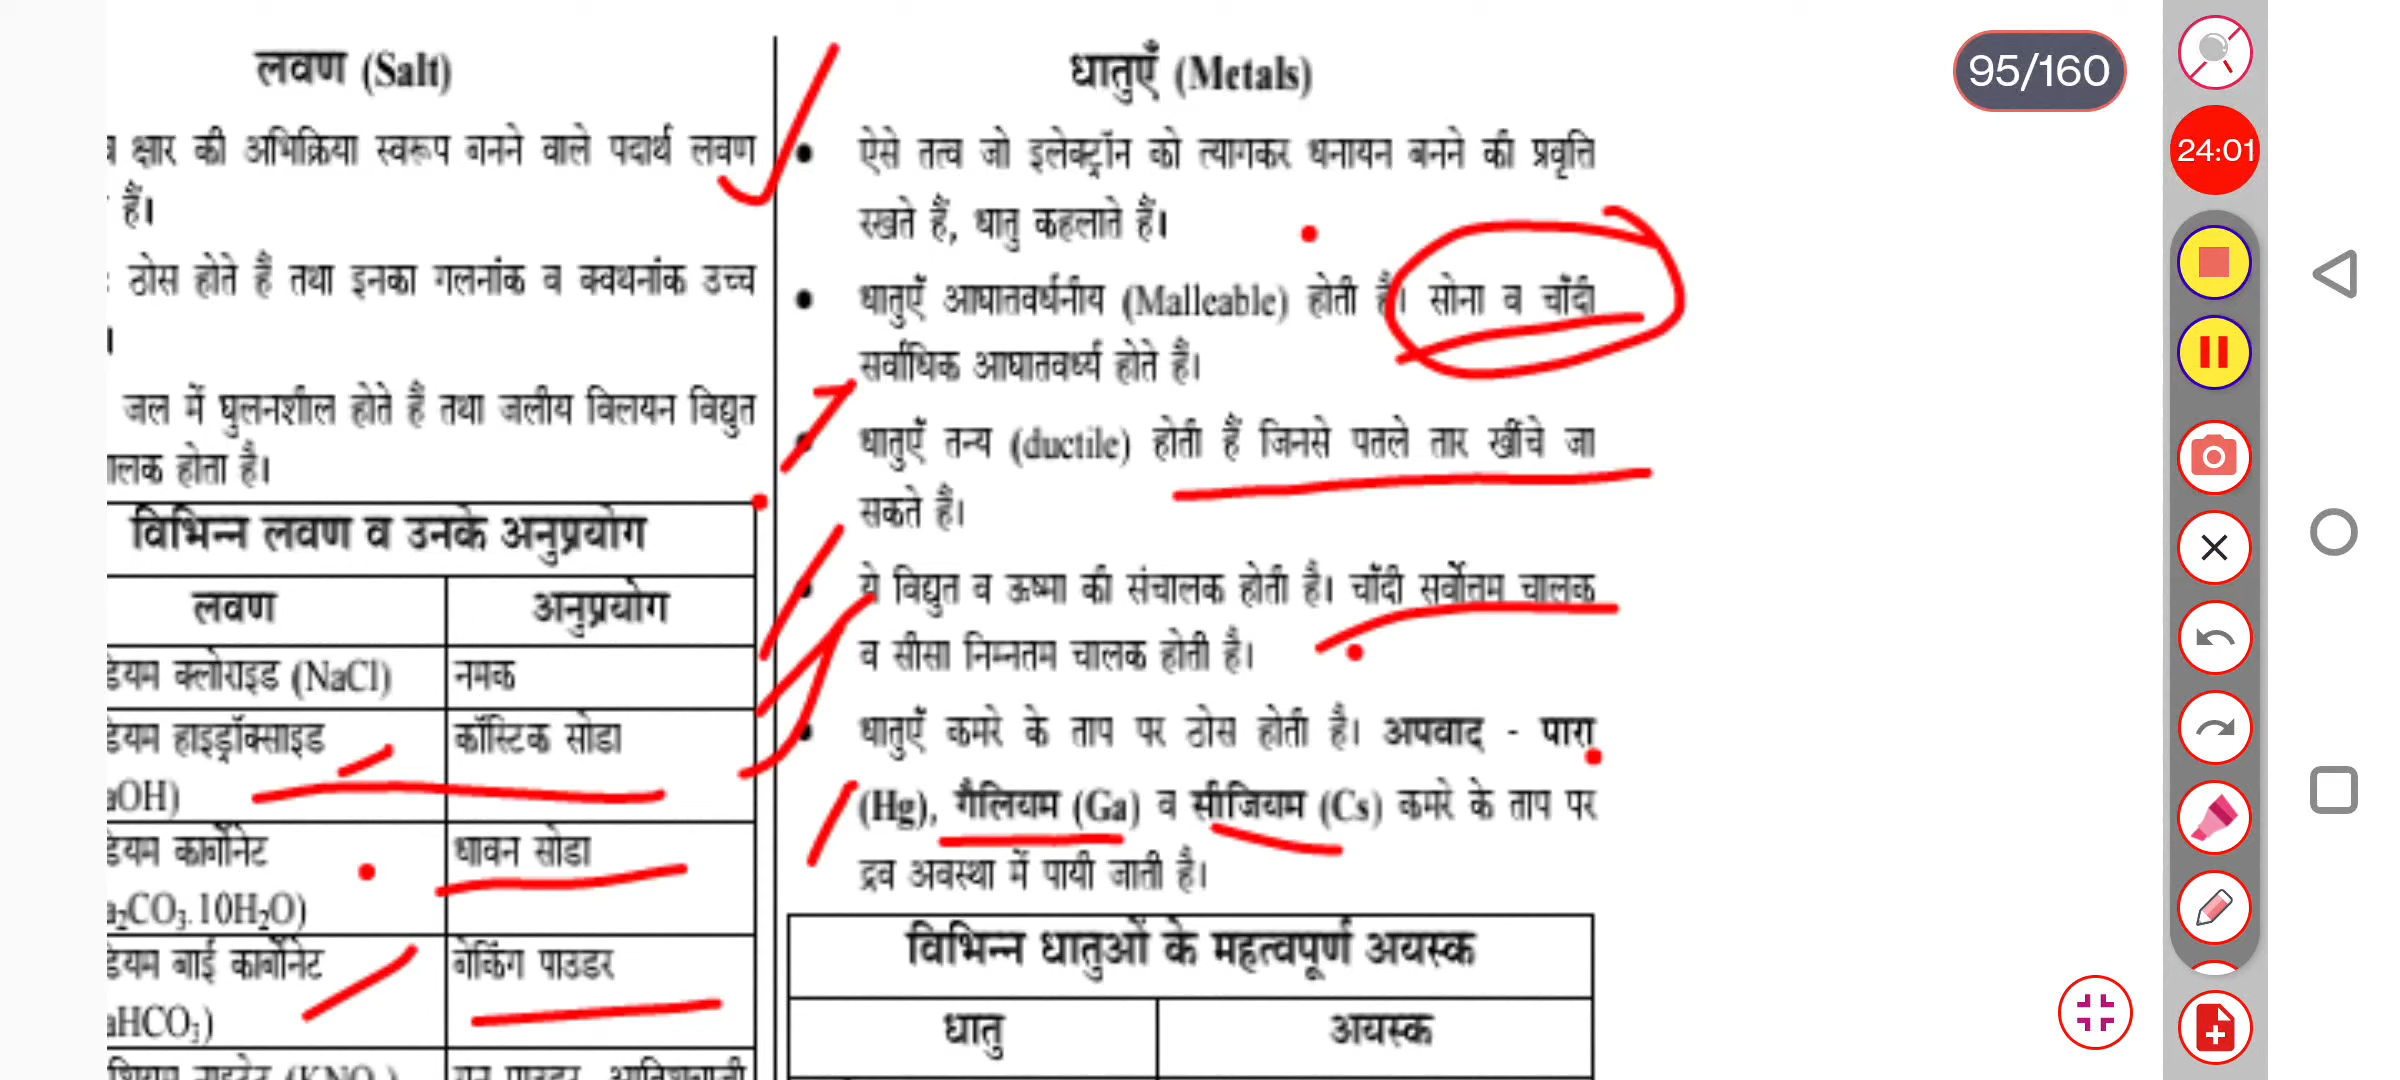 लवण (Salt)
क्षार की अभिक्रिया स्वरूप बनने वाले पदार्थ लवण
हैं।
ठोस होते हैं तथा इनका गलनांक व क्वथनांक उच्च
जल में घुलनशील होते हैं तथा जलीय विलयन विद्युत
ालक होता है।
विभिन्न लवण व उनके अनुप्रयोग
लवण अनुप्रयोग
डियम क्लोराइड (NaCl) नमक
डियम हाइड्रॉक्साइड कॉस्टिक सोडा
aOH)
डियम कार्बोनेट धावन सोडा
a₂CO₃.10H₂O)
डियम बाई कार्बोनेट बेकिंग पाउडर
aHCO₃)
धातुएँ (Metals)
• ऐसे तत्व जो इलेक्ट्रॉन को त्यागकर धनायन बनने की प्रवृति
रखते हैं, धातु कहलाते हैं।
• धातुएँ आघातवर्धनीय (Malleable) होती हैं। सोना व चाँदी
सर्वाधिक आघातवर्ध्य होते हैं।
• धातुएँ तन्य (ductile) होती हैं जिनसे पतले तार खींचे जा
सकते हैं।
• ये विद्युत व ऊष्मा की संचालक होती है। चाँदी सर्वोतम चालक
व सीसा निम्नतम चालक होती है।
• धातुएँ कमरे के ताप पर ठोस होती है। अपवाद - पारा
(Hg), गैलियम (Ga) व सीजियम (Cs) कमरे के ताप पर
द्रव अवस्था में पायी जाती है।
विभिन्न धातुओं के महत्वपूर्ण अयस्क
धातु अयस्क
95/160
24:01